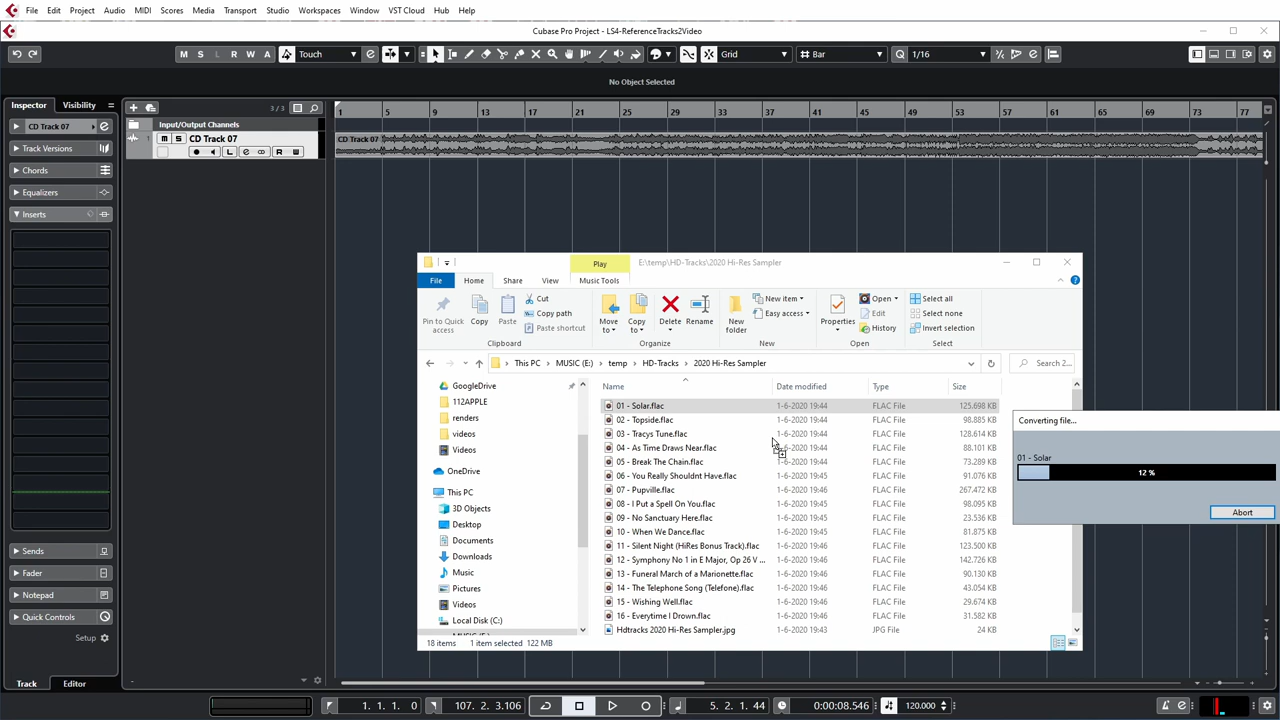 File Edit Project Audio MIDI Scores Media Transport Studio Workspaces Window VST Cloud Hub Help
Cubase Pro Project - LS4-ReferenceTracks2Video
M S L R W A Touch Grid Bar Q 1/16
No Object Selected
Inspector Visibility 3 / 3 1 5 9 13 17 21 25 29 33 37 41 45 49 53 57 61 65 69 73 77
CD Track 07 Input/Output Channels
1 m S CD Track 07 CD Track 07
Track Versions
L e R
Chords
Equalizers
Inserts
Play E:\temp\HD-Tracks\2020 Hi-Res Sampler
File Home Share View Music Tools
Pin to Quick access Copy Paste Cut Copy path Paste shortcut
Move to Copy to Delete Rename New folder New item Easy access
Properties Open Edit History Select all Select none Invert selection
Clipboard Organize New Open Select
This PC MUSIC (E:) temp HD-Tracks 2020 Hi-Res Sampler Search 2...
Name Date modified Type Size
GoogleDrive
112APPLE
renders
videos
Videos
OneDrive
This PC
3D Objects
Desktop
Documents
Downloads
Music
Pictures
Videos
Local Disk (C:)
01 - Solar.flac 1-6-2020 19:44 FLAC File 125.698 KB
02 - Topside.flac 1-6-2020 19:44 FLAC File 98.885 KB
03 - Tracys Tune.flac 1-6-2020 19:44 FLAC File 128.614 KB
04 - As Time Draws Near.flac 1-6-2020 19:44 FLAC File 88.101 KB
05 - Break The Chain.flac 1-6-2020 19:44 FLAC File 73.289 KB
06 - You Really Shouldnt Have.flac 1-6-2020 19:44 FLAC File 91.076 KB
07 - Pupville.flac 1-6-2020 19:44 FLAC File 267.472 KB
08 - I Put a Spell On You.flac 1-6-2020 19:45 FLAC File 98.095 KB
09 - No Sanctuary Here.flac 1-6-2020 19:45 FLAC File 23.536 KB
10 - When We Dance.flac 1-6-2020 19:45 FLAC File 81.875 KB
11 - Silent Night (HiRes Bonus Track).flac 1-6-2020 19:46 FLAC File 123.500 KB
12 - Symphony No 1 in E Major, Op 26 V ... 1-6-2020 19:46 FLAC File 142.726 KB
13 - Funeral March of a Marionette.flac 1-6-2020 19:46 FLAC File 90.130 KB
14 - The Telephone Song (Telefone).flac 1-6-2020 19:46 FLAC File 43.054 KB
15 - Wishing Well.flac 1-6-2020 19:46 FLAC File 29.674 KB
16 - Everytime I Drown.flac 1-6-2020 19:46 FLAC File 31.582 KB
Hdtracks 2020 Hi-Res Sampler.jpg 1-6-2020 19:43 JPG File 24 KB
18 items 1 item selected 122 MB
Converting file...
01 - Solar
12 %
Abort
Sends
Fader
Notepad
Quick Controls
Setup
Track Editor
1. 1. 1. 0 107. 2. 3.106 5. 2. 1. 44 0:00:08.546 120.000